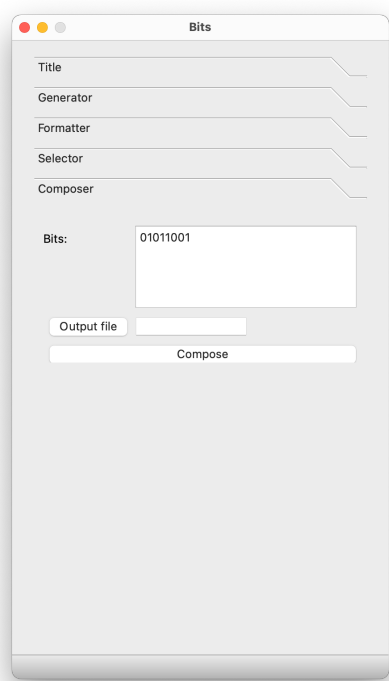 Bits
Title
Generator
Formatter
Selector
Composer
Bits: 01011001
Output file
Compose